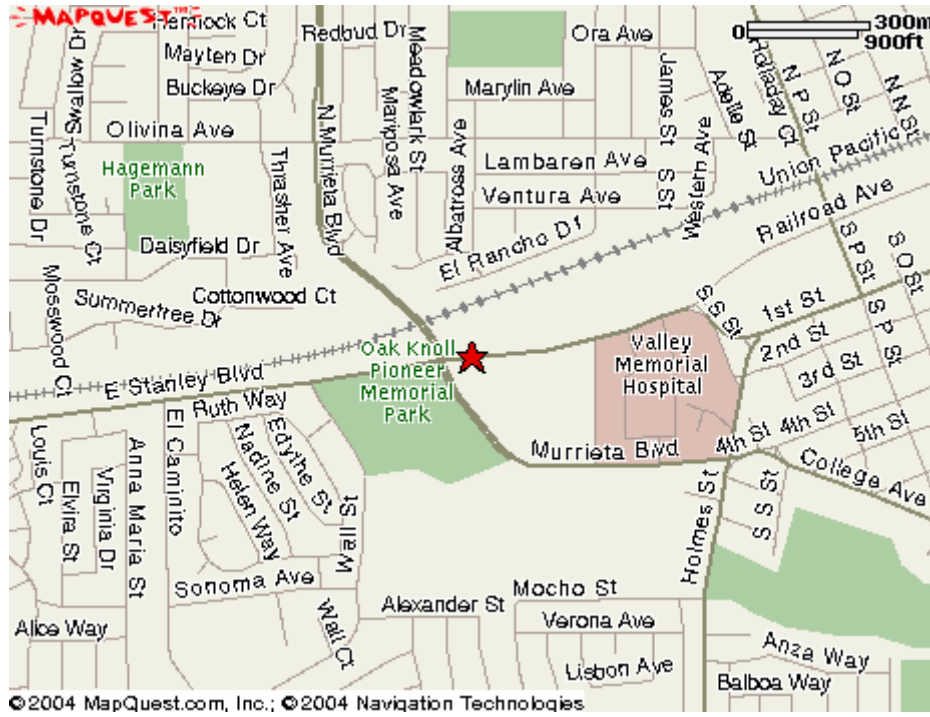 MAPQUEST
Hemlock Ct
Redbud Dr
Ora Ave
0
300m
900ft
Mayten Dr
Buckeye Dr
Swallow Dr
Turnstone Dr
Turnstone Ct
Olivina Ave
Hagemann
Park
Thrasher Ave
N Murrieta Blvd
Mariposa Ave
Meadowlark St
Albatross Ave
Marylin Ave
Lambaren Ave
Ventura Ave
El Rancho Dr
James St
S St
Western Ave
Adelle St
Holladay Ct
N P St
N O St
N N St
Union Pacific
Railroad Ave
Daisyfield Dr
Cottonwood Ct
Summertree Dr
Mosswood Ct
E Stanley Blvd
Oak Knoll
Pioneer
Memorial
Park
Valley
Memorial
Hospital
S S St
1st St
2nd St
3rd St
4th St
4th St
5th St
S P St
S P St
S O St
College Ave
Murrieta Blvd
Holmes St
S S St
Ruth Way
Edythe St
Nadine St
Helen Way
El Caminito
Anna Maria St
Virginia Dr
Elvira St
Louis Ct
Wall St
Sonoma Ave
Wall Ct
Alice Way
Alexander St
Mocho St
Verona Ave
Lisbon Ave
Anza Way
Balboa Way
©2004 MapQuest.com, Inc.; ©2004 Navigation Technologies